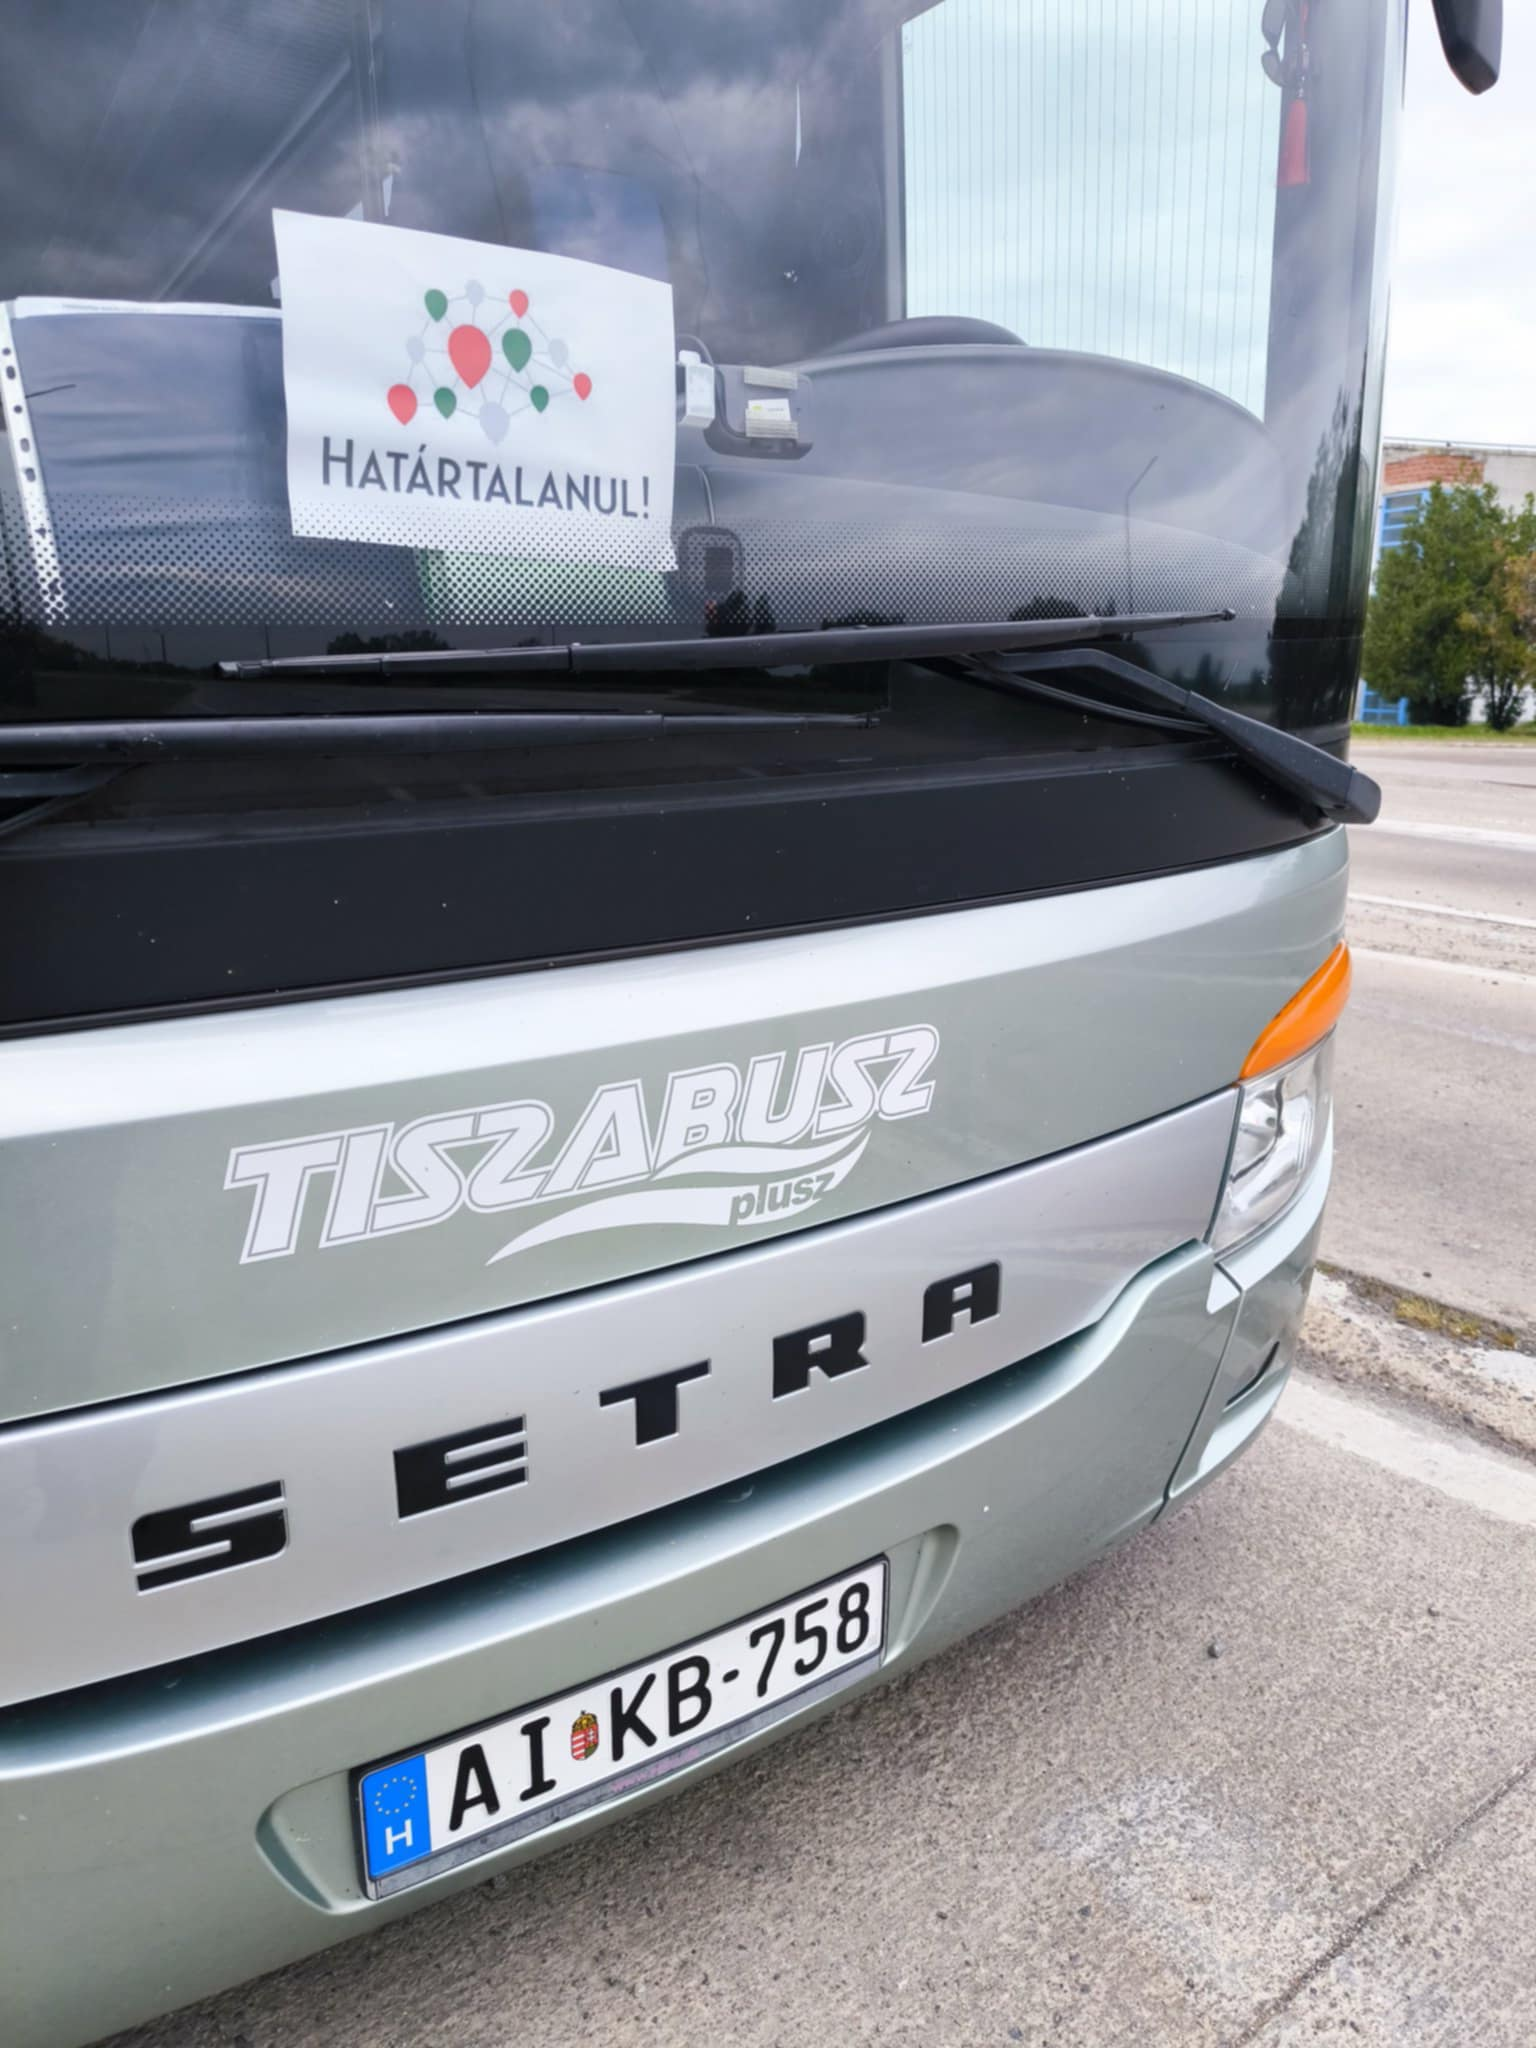 HATÁRTALANUL!
TISZABUSZ
plusz
SETRA
H AI KB-758